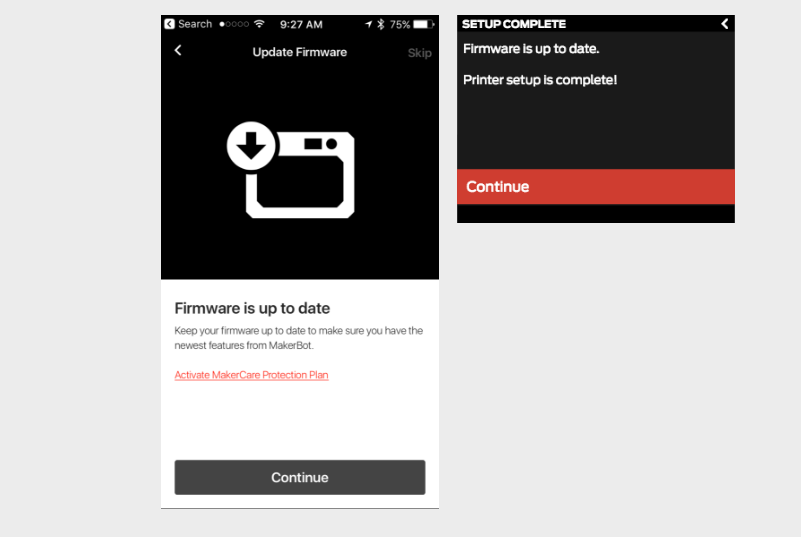 Search 9:27 AM 75%
Update Firmware Skip
Firmware is up to date
Keep your firmware up to date to make sure you have the
newest features from MakerBot.
Activate MakerCare Protection Plan
Continue
SETUP COMPLETE
Firmware is up to date.
Printer setup is complete!
Continue